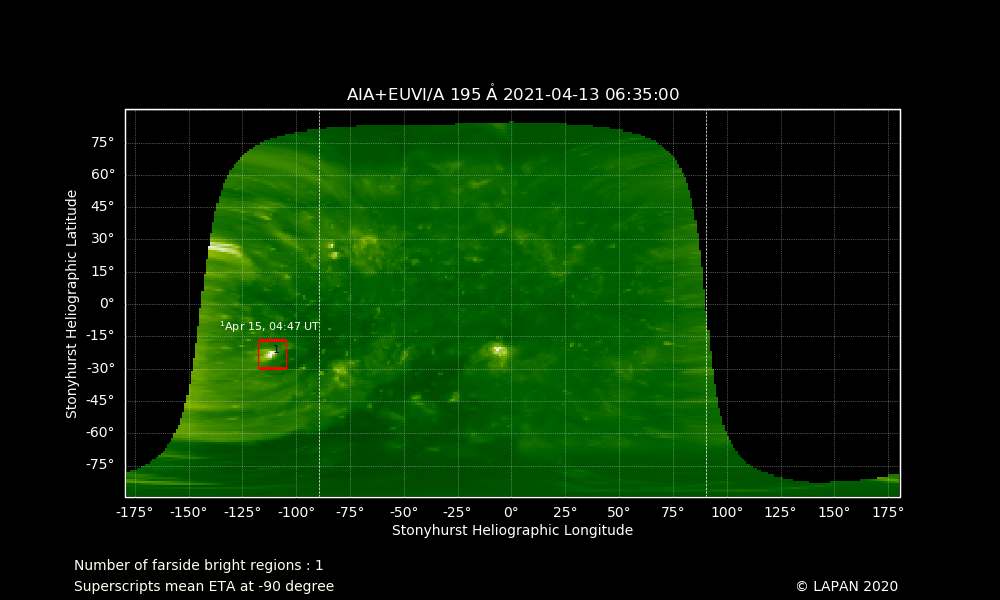 AIA+EUVI/A 195 Å 2021-04-13 06:35:00
Stonyhurst Heliographic Latitude
75°
60°
45°
30°
15°
0°
-15°
-30°
-45°
-60°
-75°
¹Apr 15, 04:47 UT
1
-175° -150° -125° -100° -75° -50° -25° 0° 25° 50° 75° 100° 125° 150° 175°
Stonyhurst Heliographic Longitude
Number of farside bright regions : 1
Superscripts mean ETA at -90 degree
© LAPAN 2020